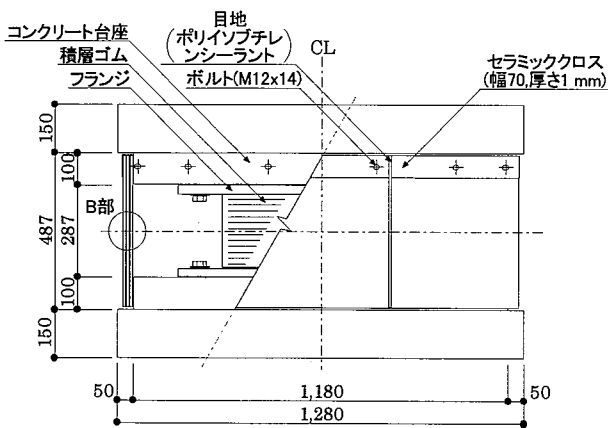 コンクリート台座
積層ゴム
フランジ
目地
(ポリイソブチレ
ンシーラント)
ボルト(M12x14)
CL
セラミッククロス
(幅70,厚さ1 mm)
150
100
487
287
100
150
B部
50
1,180
50
1,280